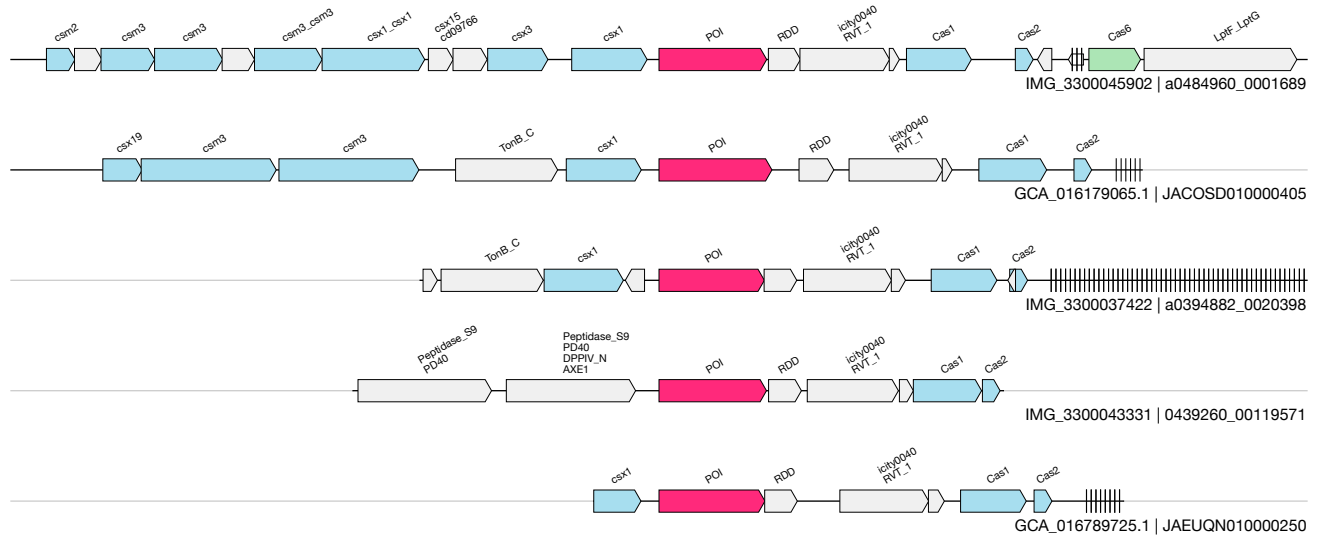 csm2
csm3
csm3
csm3_csm3
csx1_csx1
csx15
cd09766
csx3
csx1
POI
RDD
icity0040
RVT_1
Cas1
Cas2
Cas6
LptF_LptG
IMG_3300045902 | a0484960_0001689
csx19
csm3
csm3
TonB_C
csx1
POI
RDD
icity0040
RVT_1
Cas1
Cas2
GCA_016179065.1 | JACOSD010000405
TonB_C
csx1
POI
icity0040
RVT_1
Cas1
Cas2
IMG_3300037422 | a0394882_0020398
Peptidase_S9
PD40
Peptidase_S9
PD40
DPPIV_N
AXE1
POI
RDD
icity0040
RVT_1
Cas1
Cas2
IMG_3300043331 | 0439260_00119571
csx1
POI
RDD
icity0040
RVT_1
Cas1
Cas2
GCA_016789725.1 | JAEUQN010000250